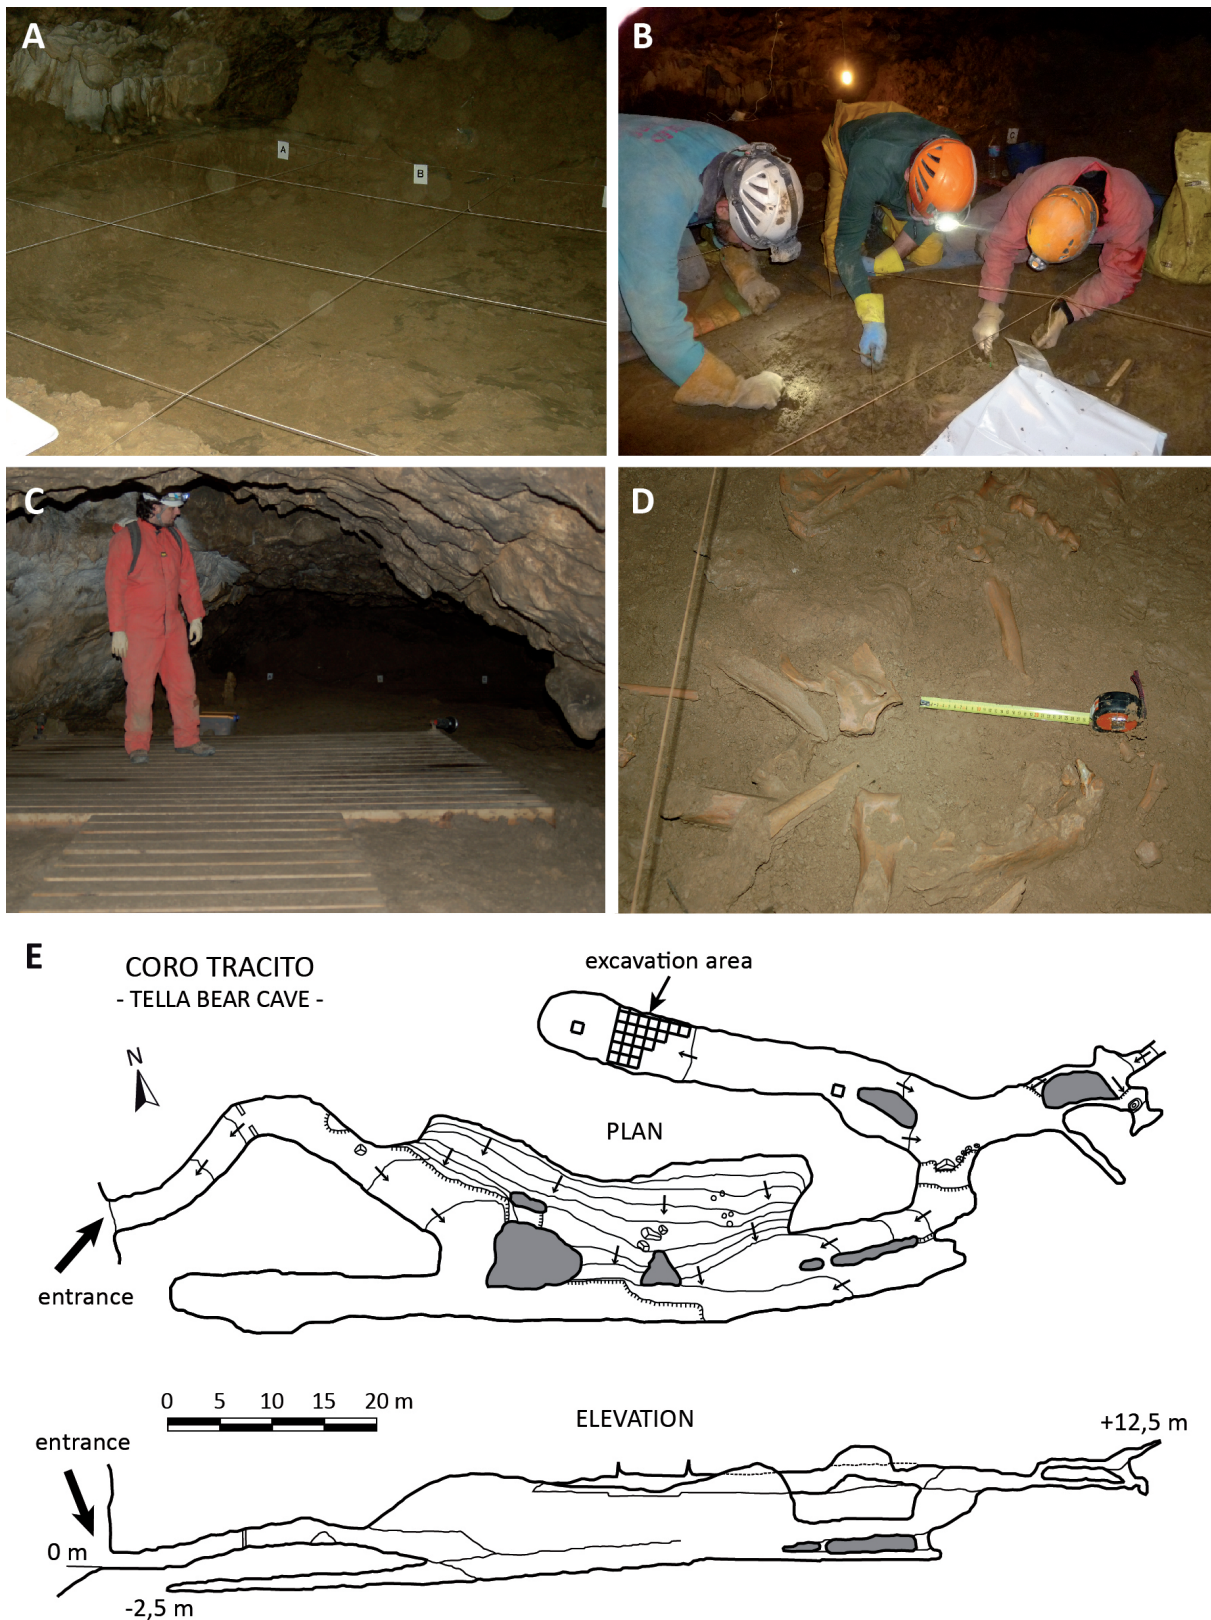 A
A
B
B
C
C
D
E
CORO TRACITO
- TELLA BEAR CAVE -
excavation area
N
PLAN
entrance
0 5 10 15 20 m
ELEVATION
+12,5 m
entrance
0 m
-2,5 m